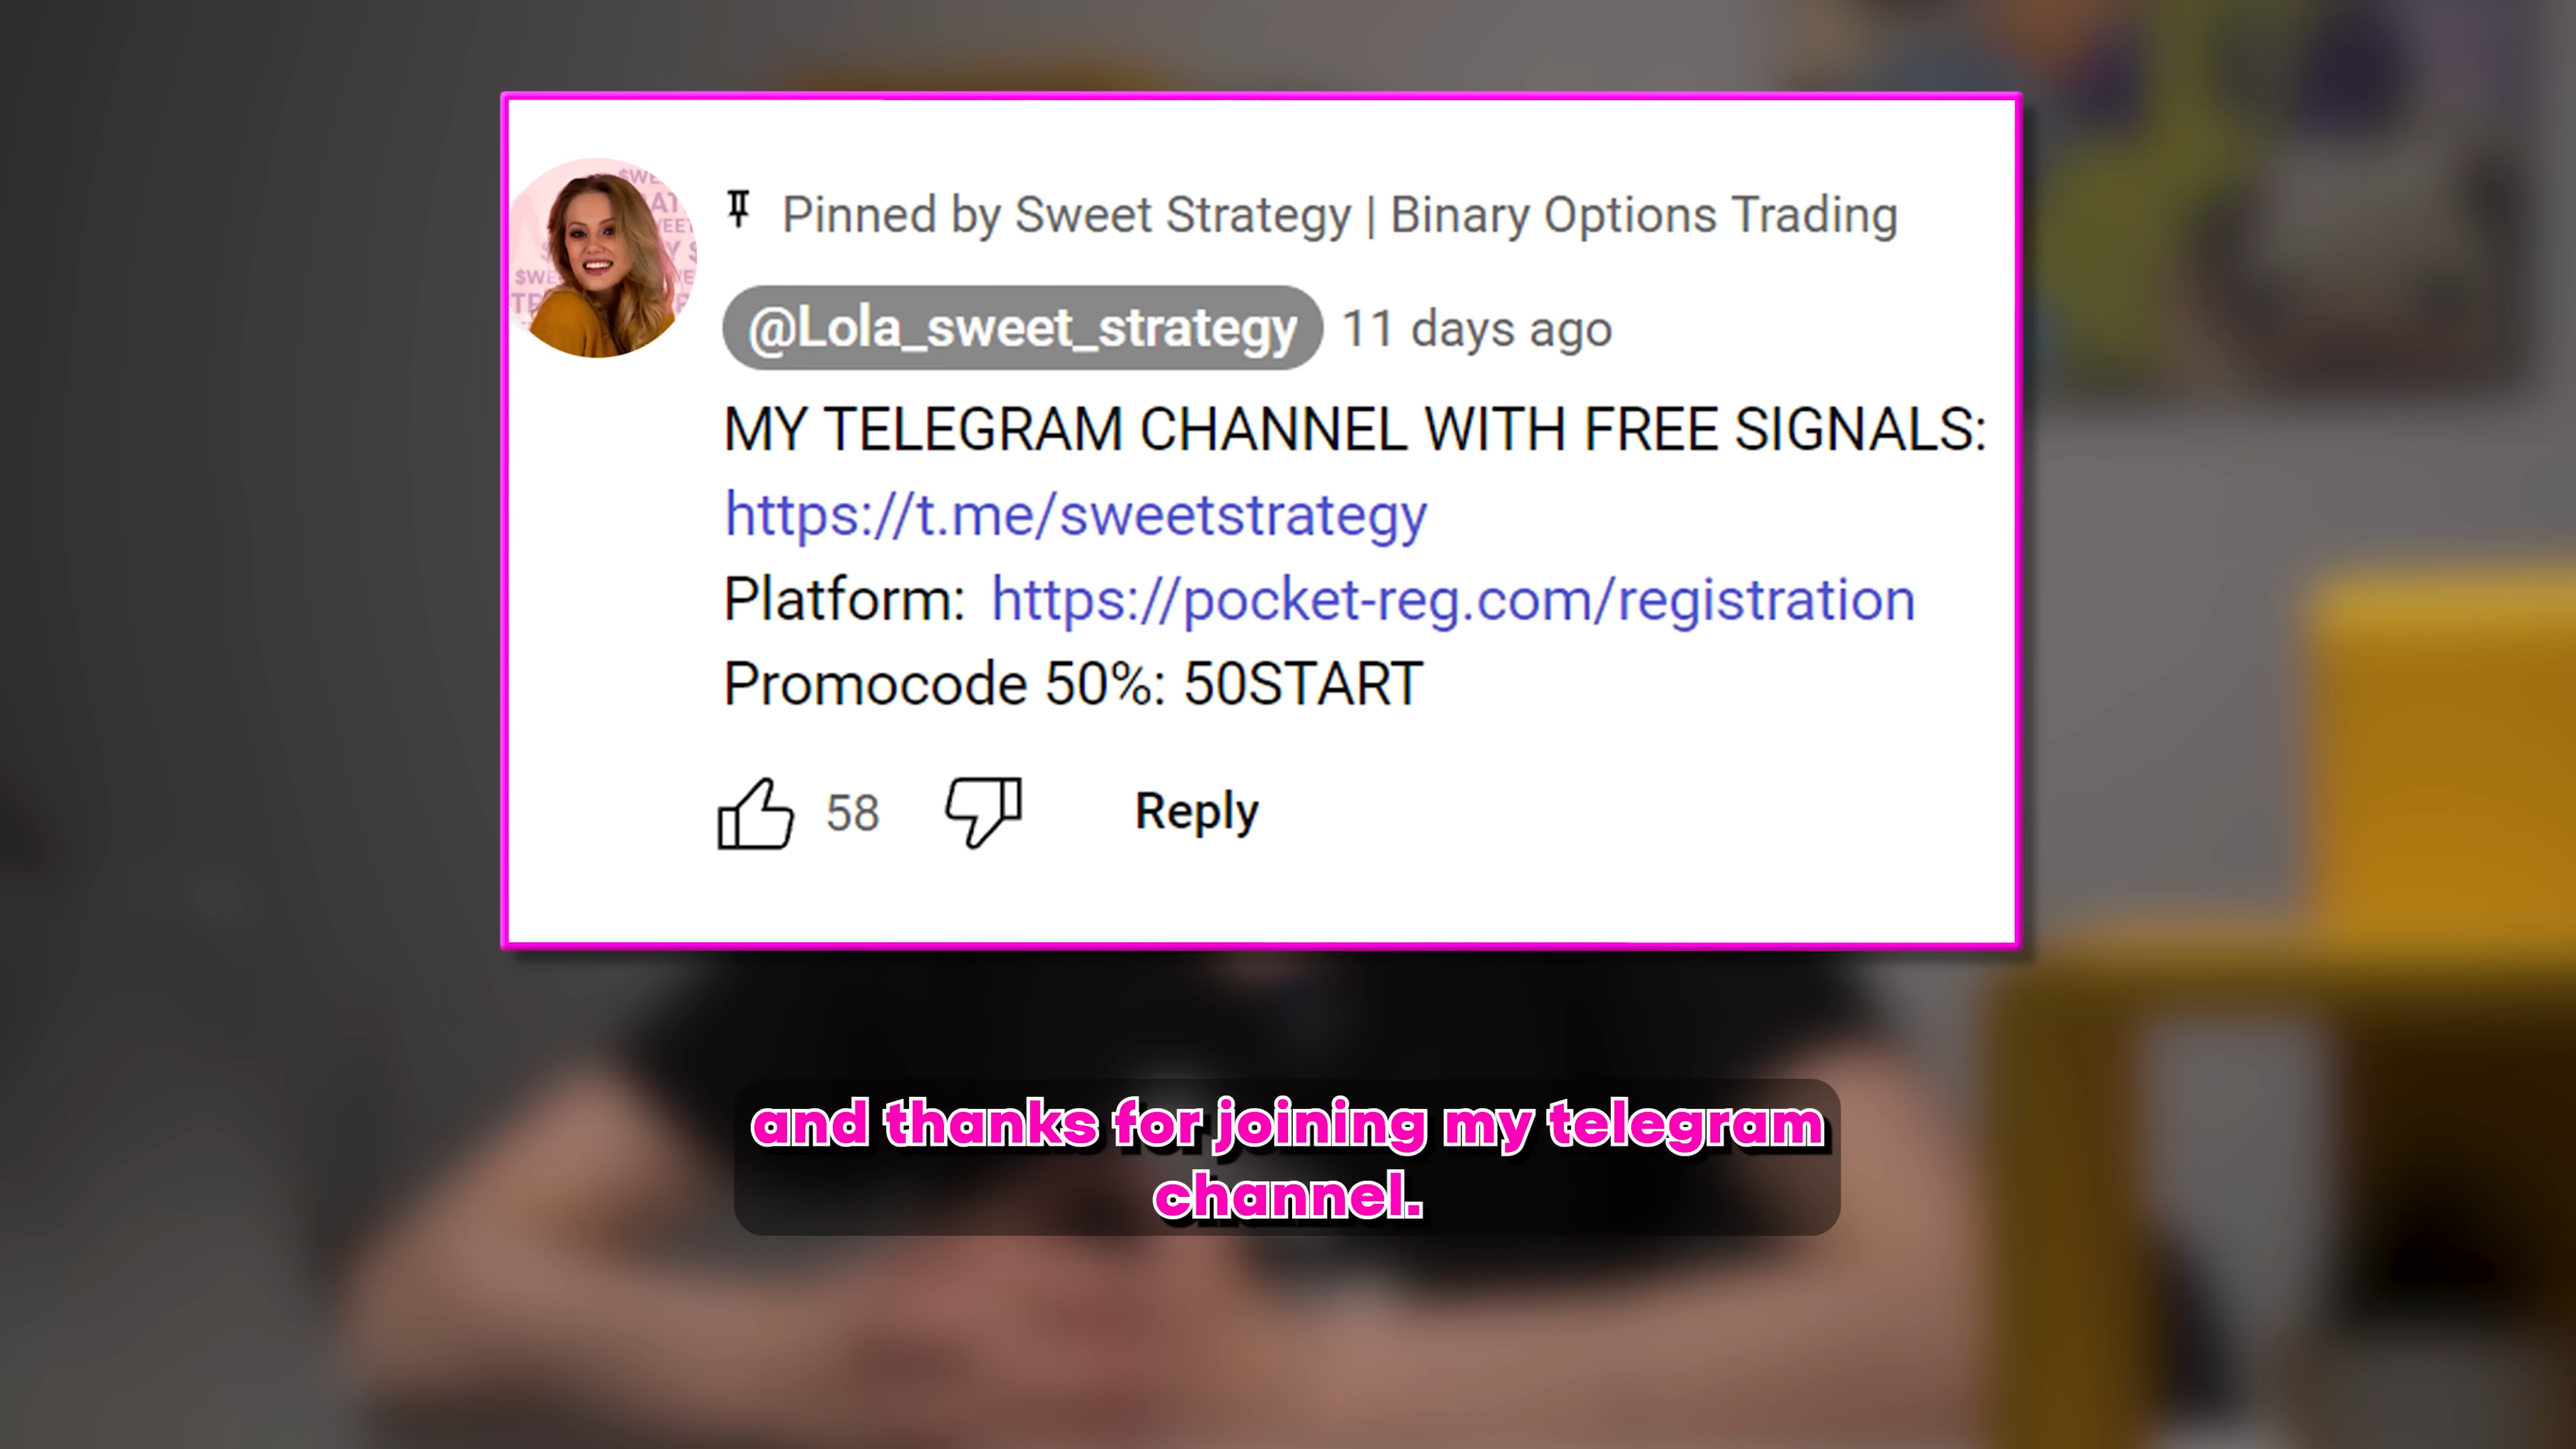 Pinned by Sweet Strategy | Binary Options Trading
@Lola_sweet_strategy 11 days ago
MY TELEGRAM CHANNEL WITH FREE SIGNALS:
https://t.me/sweetstrategy
Platform: https://pocket-reg.com/registration
Promocode 50%: 50START
58 Reply
and thanks for joining my telegram
channel.